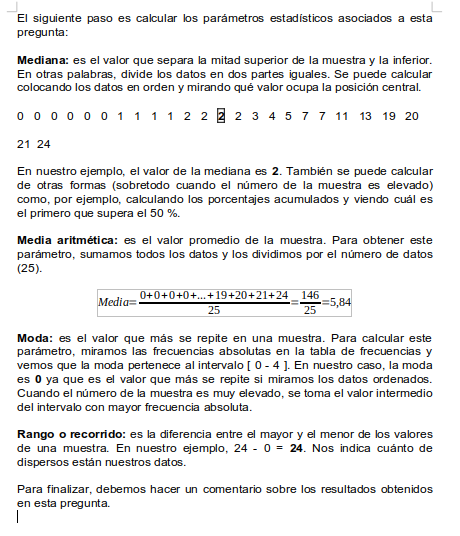 El siguiente paso es calcular los parámetros estadísticos asociados a esta
pregunta:
Mediana: es el valor que separa la mitad superior de la muestra y la inferior.
En otras palabras, divide los datos en dos partes iguales. Se puede calcular
colocando los datos en orden y mirando qué valor ocupa la posición central.
0 0 0 0 0 0 1 1 1 1 2 2 2 2 3 4 5 7 7 11 13 19 20
21 24
En nuestro ejemplo, el valor de la mediana es 2. También se puede calcular
de otras formas (sobretodo cuando el número de la muestra es elevado)
como, por ejemplo, calculando los porcentajes acumulados y viendo cuál es
el primero que supera el 50 %.
Media aritmética: es el valor promedio de la muestra. Para obtener este
parámetro, sumamos todos los datos y los dividimos por el número de datos
(25).
Media= 0+0+0+0+...+19+20+21+24 / 25 = 146 / 25 =5,84
Moda: es el valor que más se repite en una muestra. Para calcular este
parámetro, miramos las frecuencias absolutas en la tabla de frecuencias y
vemos que la moda pertenece al intervalo [ 0 - 4 ]. En nuestro caso, la moda
es 0 ya que es el valor que más se repite si miramos los datos ordenados.
Cuando el número de la muestra es muy elevado, se toma el valor intermedio
del intervalo con mayor frecuencia absoluta.
Rango o recorrido: es la diferencia entre el mayor y el menor de los valores
de una muestra. En nuestro ejemplo, 24 - 0 = 24. Nos indica cuánto de
dispersos están nuestros datos.
Para finalizar, debemos hacer un comentario sobre los resultados obtenidos
en esta pregunta.